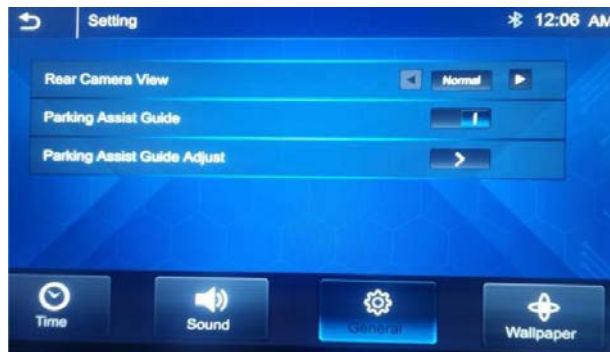 Setting
12:06 AM
Rear Camera View
Normal
Parking Assist Guide
Parking Assist Guide Adjust
Time
Sound
General
Wallpaper